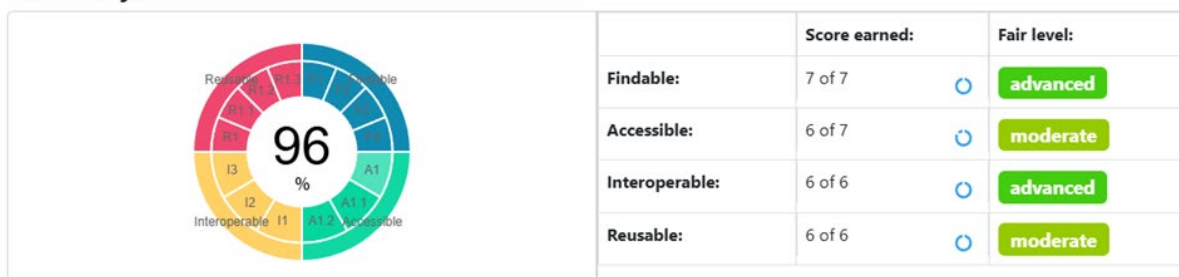 Score earned:
Fair level:
Findable:
7 of 7
advanced
Accessible:
6 of 7
moderate
Interoperable:
6 of 6
advanced
Reusable:
6 of 6
moderate
Reusable
R1.3
R1.2
R1.1
R1
96
%
I3
A1
I2
A1.1
Interoperable
I1
A1.2
Accessible